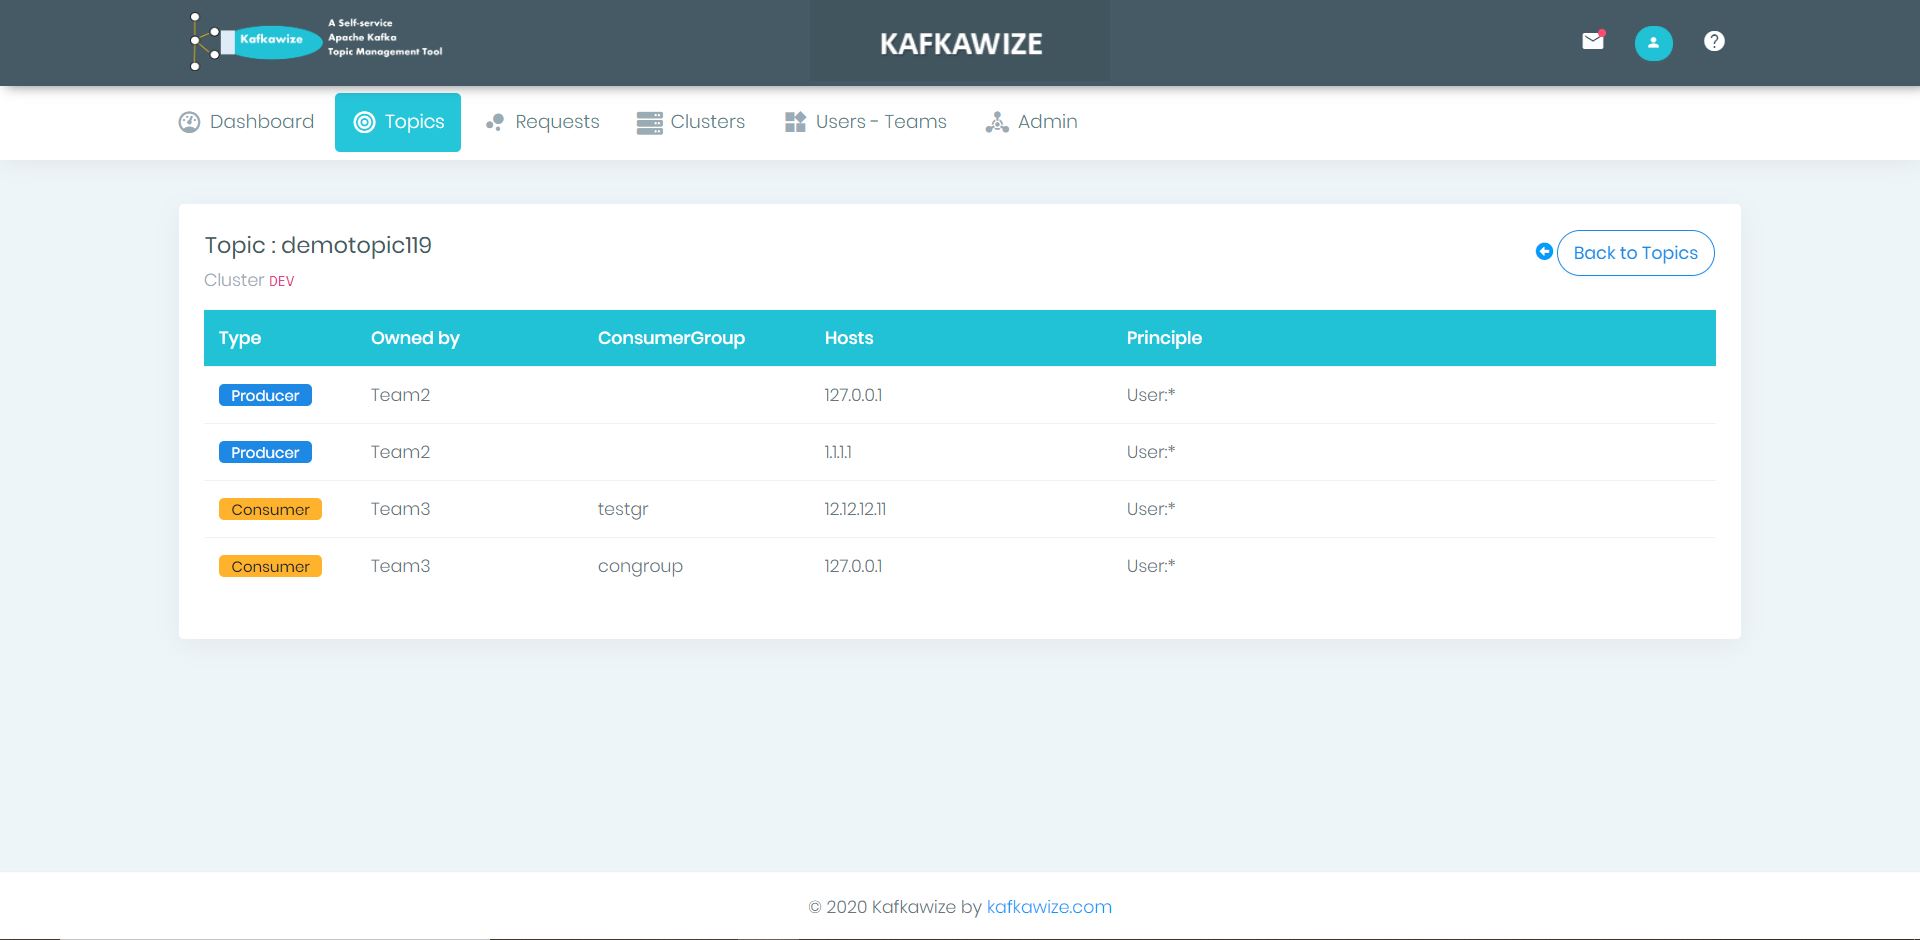 Kafkawize
A Self-service
Apache Kafka
Topic Management Tool
KAFKAWIZE
Dashboard Topics Requests Clusters Users - Teams Admin
Topic : demotopic119
Back to Topics
Cluster DEV
Type Owned by ConsumerGroup Hosts Principle
Producer Team2 127.0.0.1 User:*
Producer Team2 1.1.1.1 User:*
Consumer Team3 testgr 12.12.12.11 User:*
Consumer Team3 congroup 127.0.0.1 User:*
© 2020 Kafkawize by kafkawize.com